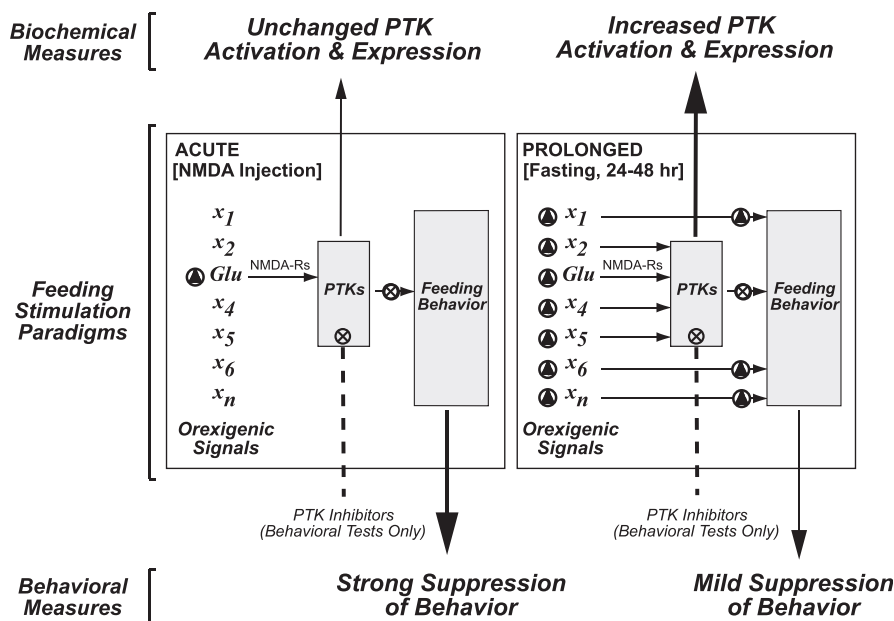 Biochemical
Measures
Unchanged PTK
Activation & Expression
Increased PTK
Activation & Expression
Feeding
Stimulation
Paradigms
ACUTE
[NMDA Injection]
x1
x2
Glu
NMDA-Rs
x4
x5
x6
xn
PTKs
Feeding
Behavior
Orexigenic
Signals
PTK Inhibitors
(Behavioral Tests Only)
PROLONGED
[Fasting, 24-48 hr]
x1
x2
Glu
NMDA-Rs
x4
x5
x6
xn
PTKs
Feeding
Behavior
Orexigenic
Signals
PTK Inhibitors
(Behavioral Tests Only)
Behavioral
Measures
Strong Suppression
of Behavior
Mild Suppression
of Behavior